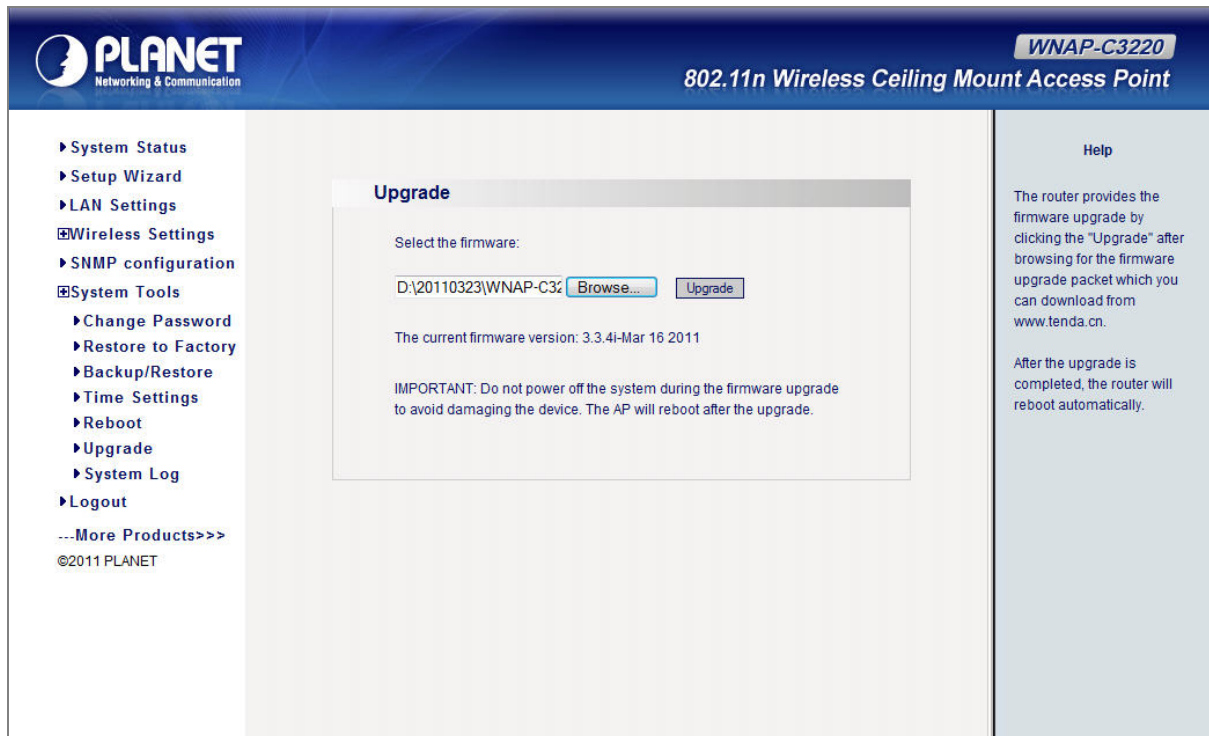 PLANET
Networking & Communication
WNAP-C3220
802.11n Wireless Ceiling Mount Access Point
System Status
Setup Wizard
LAN Settings
Wireless Settings
SNMP configuration
System Tools
Change Password
Restore to Factory
Backup/Restore
Time Settings
Reboot
Upgrade
System Log
Logout
---More Products>>>
©2011 PLANET
Upgrade
Select the firmware:
D:\20110323\WNAP-C32 Browse... Upgrade
The current firmware version: 3.3.4i-Mar 16 2011
IMPORTANT: Do not power off the system during the firmware upgrade
to avoid damaging the device. The AP will reboot after the upgrade.
Help
The router provides the
firmware upgrade by
clicking the "Upgrade" after
browsing for the firmware
upgrade packet which you
can download from
www.tenda.cn.
After the upgrade is
completed, the router will
reboot automatically.